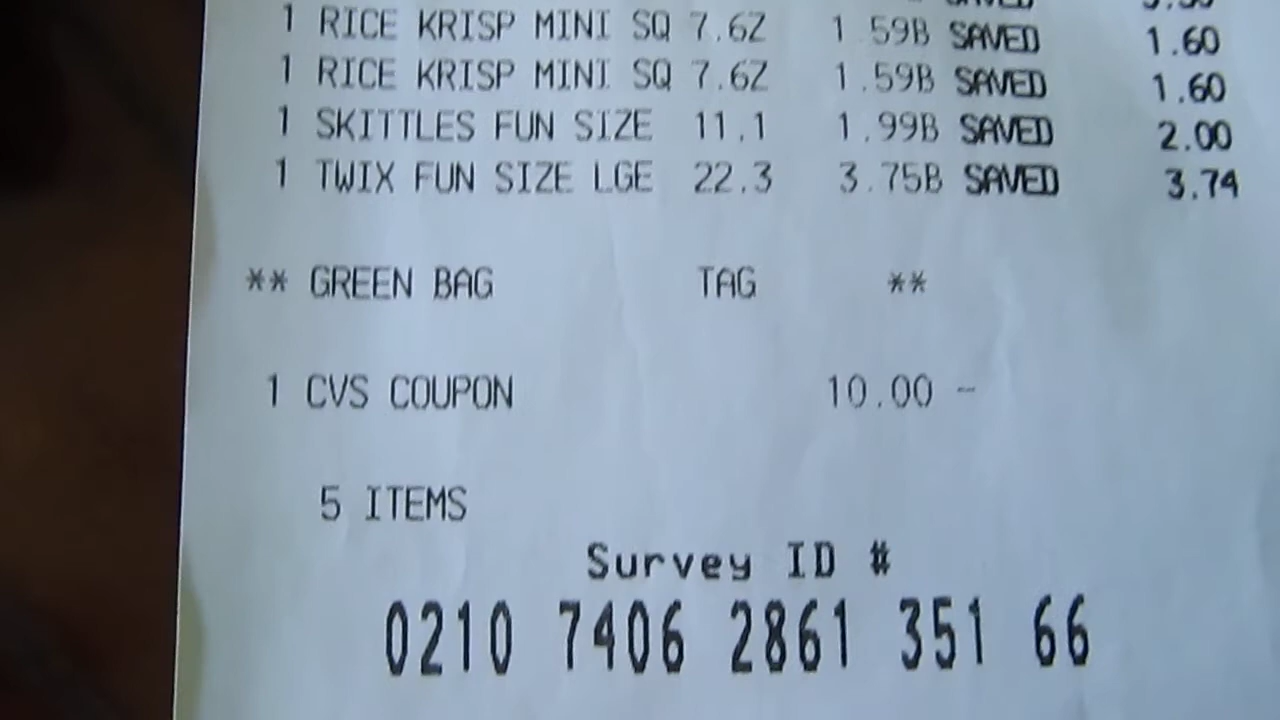 1 RICE KRISP MINI SQ 7.6Z 1.59B SAVED 1.60
1 RICE KRISP MINI SQ 7.6Z 1.59B SAVED 1.60
1 SKITTLES FUN SIZE 11.1 1.99B SAVED 2.00
1 TWIX FUN SIZE LGE 22.3 3.75B SAVED 3.74
** GREEN BAG TAG **
1 CVS COUPON 10.00 -
5 ITEMS
Survey ID #
0210 7406 2861 351 66